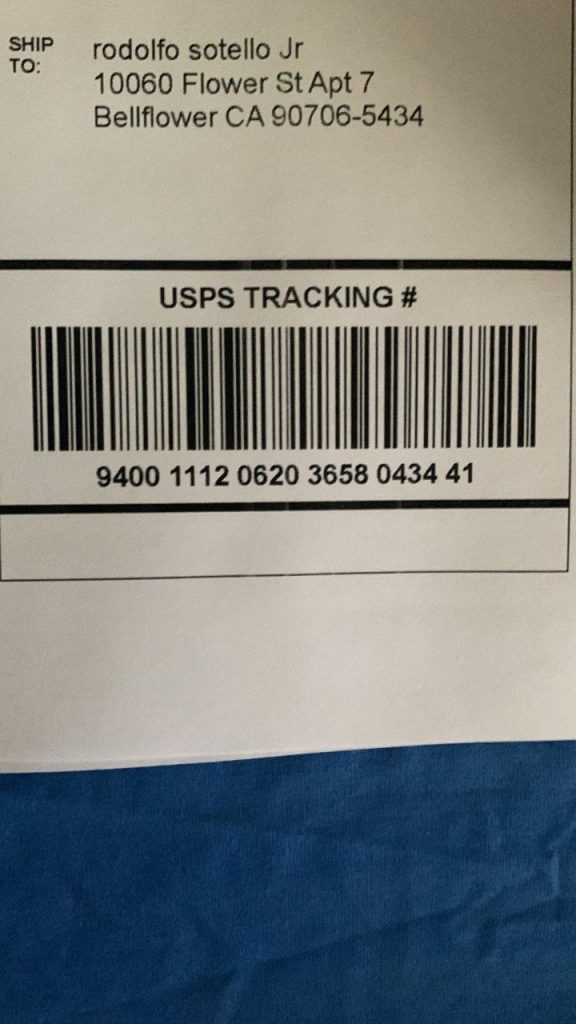 SHIP TO:
rodolfo sotello Jr
10060 Flower St Apt 7
Bellflower CA 90706-5434
USPS TRACKING #
9400 1112 0620 3658 0434 41